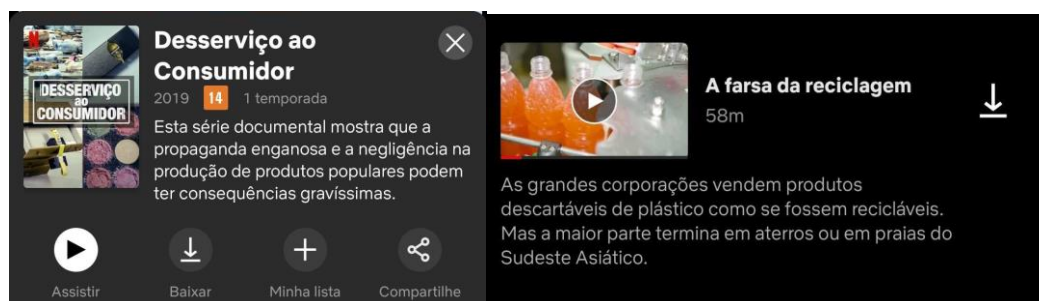 Desserviço ao
Consumidor
2019 14 1 temporada
Esta série documental mostra que a
propaganda enganosa e a negligência na
produção de produtos populares podem
ter consequências gravíssimas.
N
DESSERVIÇO
ao
CONSUMIDOR
Assistir Baixar Minha lista Compartilhe
A farsa da reciclagem
58m
As grandes corporações vendem produtos
descartáveis de plástico como se fossem recicláveis.
Mas a maior parte termina em aterros ou em praias do
Sudeste Asiático.